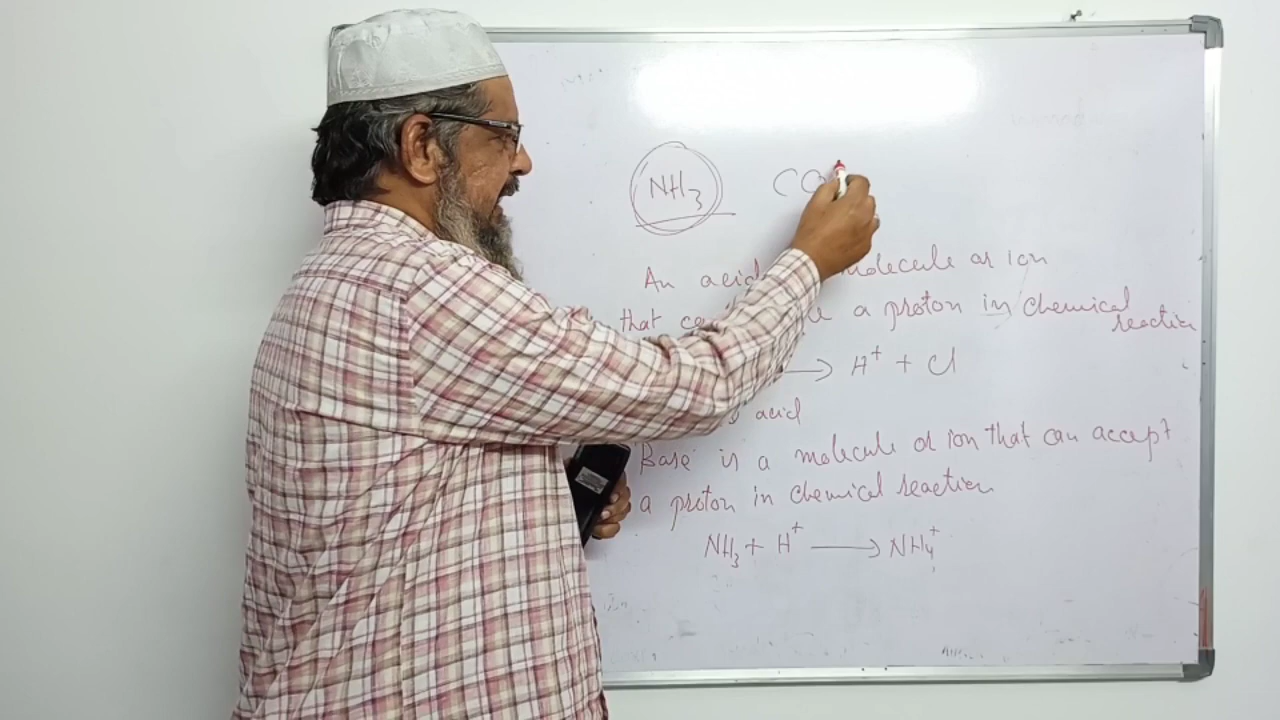 NH3 CO
An acid molecule or ion
that a proton in chemical
reaction
→ H+ + Cl
acid
Base is a molecule or ion that can accept
a proton in chemical reaction
NH3 + H+ → NH4+